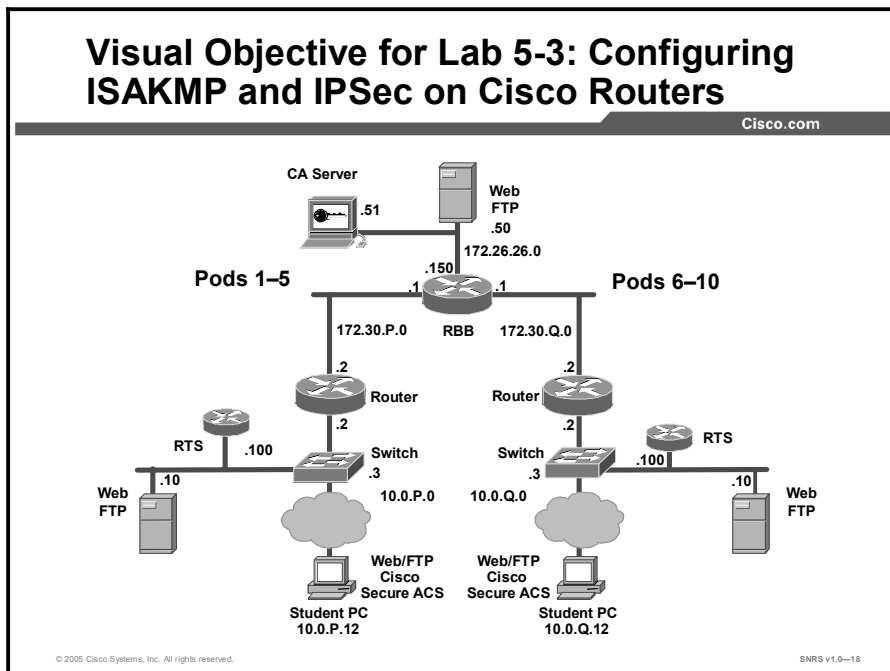 Visual Objective for Lab 5-3: Configuring
ISAKMP and IPSec on Cisco Routers
Cisco.com
CA Server
.51
Web
FTP
.50
172.26.26.0
.150
Pods 1–5
Pods 6–10
.1
.1
172.30.P.0
RBB
172.30.Q.0
.2
.2
Router
Router
.2
.2
RTS
.100
Switch
Switch
RTS
.100
.3
.3
.10
.10
10.0.P.0
10.0.Q.0
Web
FTP
Web
FTP
Web/FTP
Cisco
Secure ACS
Web/FTP
Cisco
Secure ACS
Student PC
10.0.P.12
Student PC
10.0.Q.12
© 2005 Cisco Systems, Inc. All rights reserved.
SNRS v1.0—18